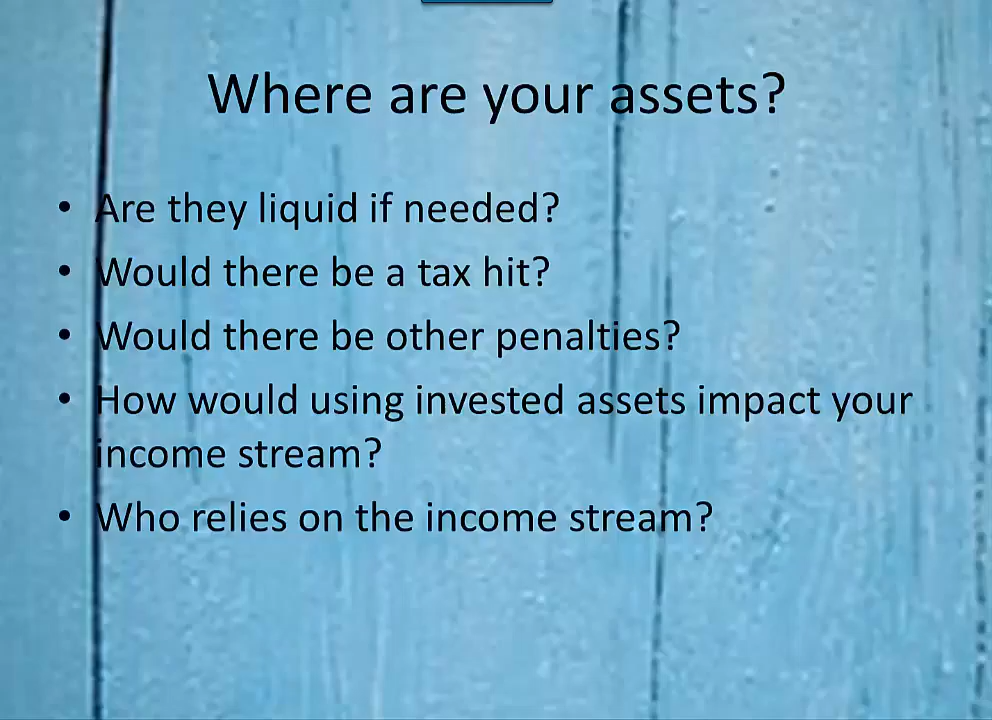 Where are your assets?
• Are they liquid if needed?
• Would there be a tax hit?
• Would there be other penalties?
• How would using invested assets impact your
income stream?
• Who relies on the income stream?